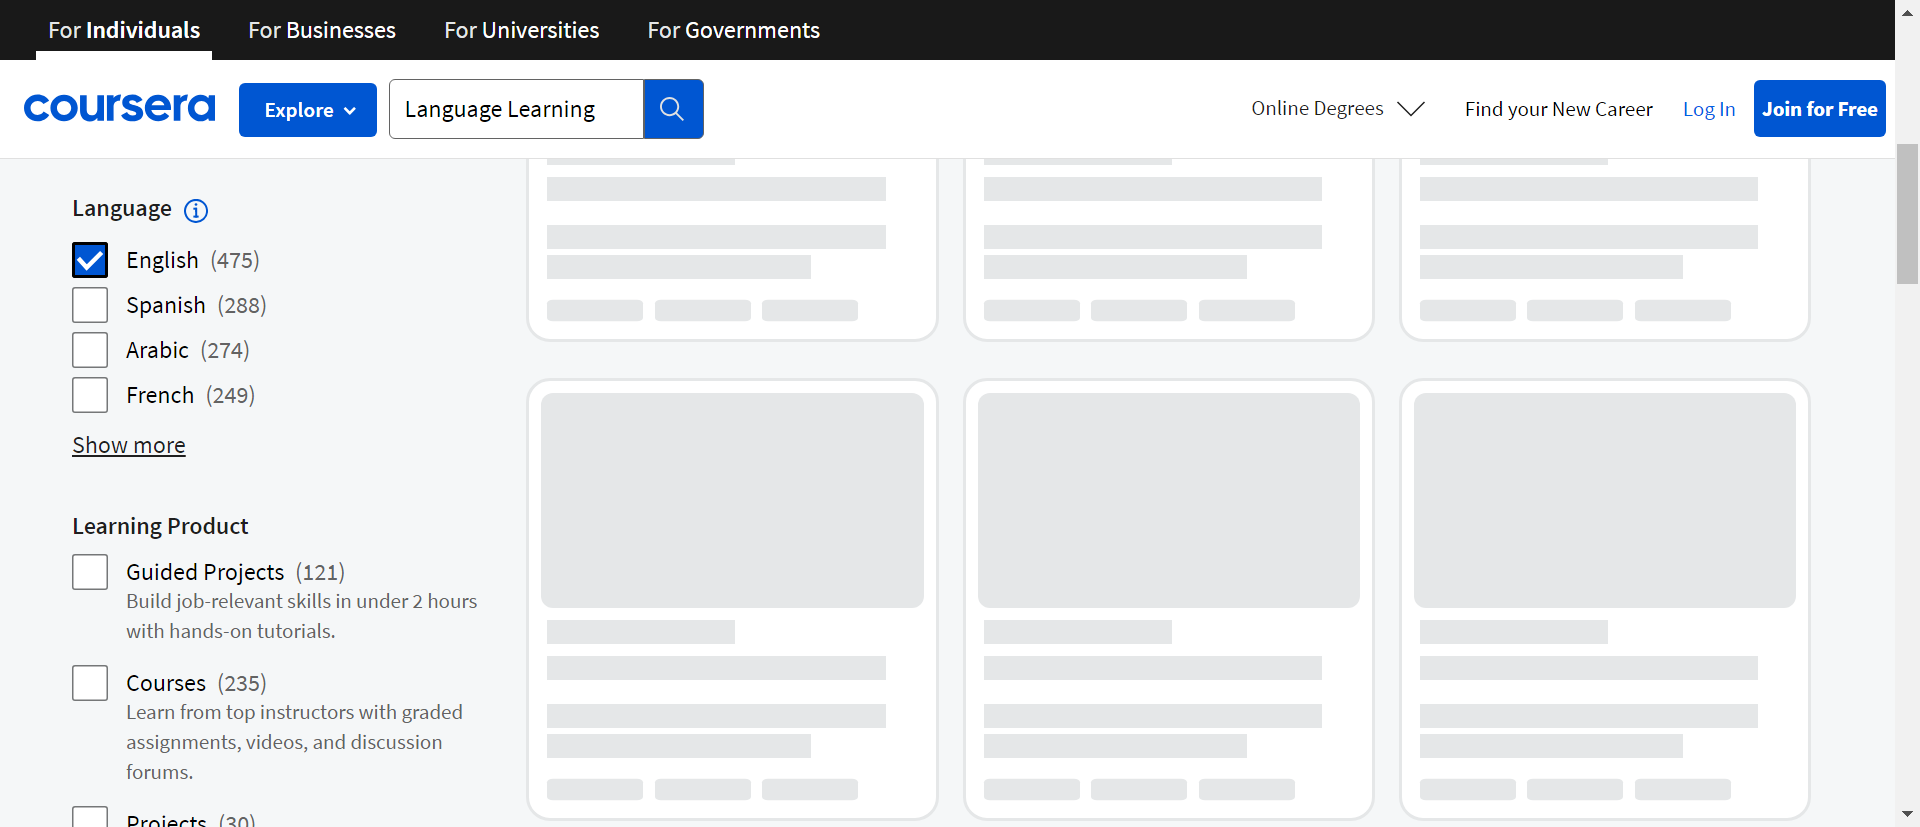 For Individuals For Businesses For Universities For Governments
coursera Explore Language Learning Online Degrees Find your New Career Log In Join for Free
Language
English (475)
Spanish (288)
Arabic (274)
French (249)
Show more
Learning Product
Guided Projects (121)
Build job-relevant skills in under 2 hours
with hands-on tutorials.
Courses (235)
Learn from top instructors with graded
assignments, videos, and discussion
forums.
Projects (30)